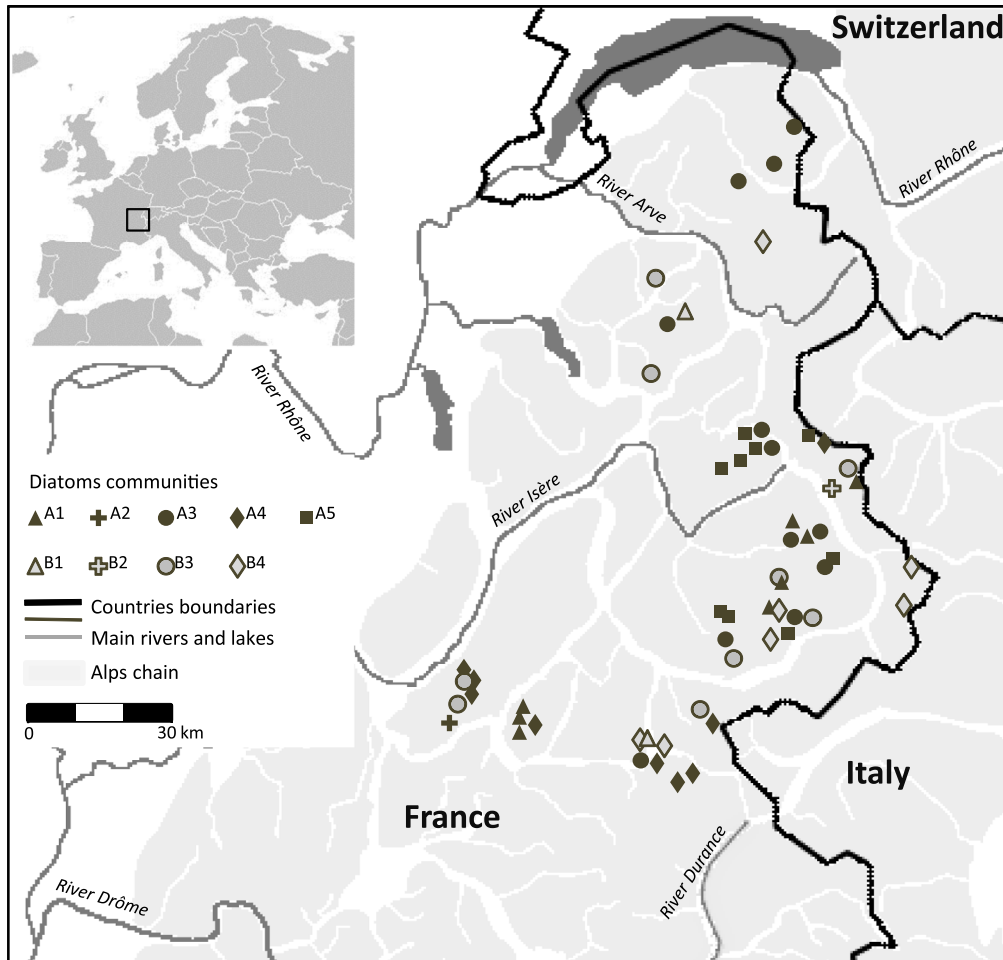 Switzerland
River Rhône
River Arve
River Rhône
Diatoms communities
A1 A2 A3 A4 A5
B1 B2 B3 B4
River Isère
Countries boundaries
Main rivers and lakes
Alps chain
0 30 km
Italy
France
River Durance
River Drôme